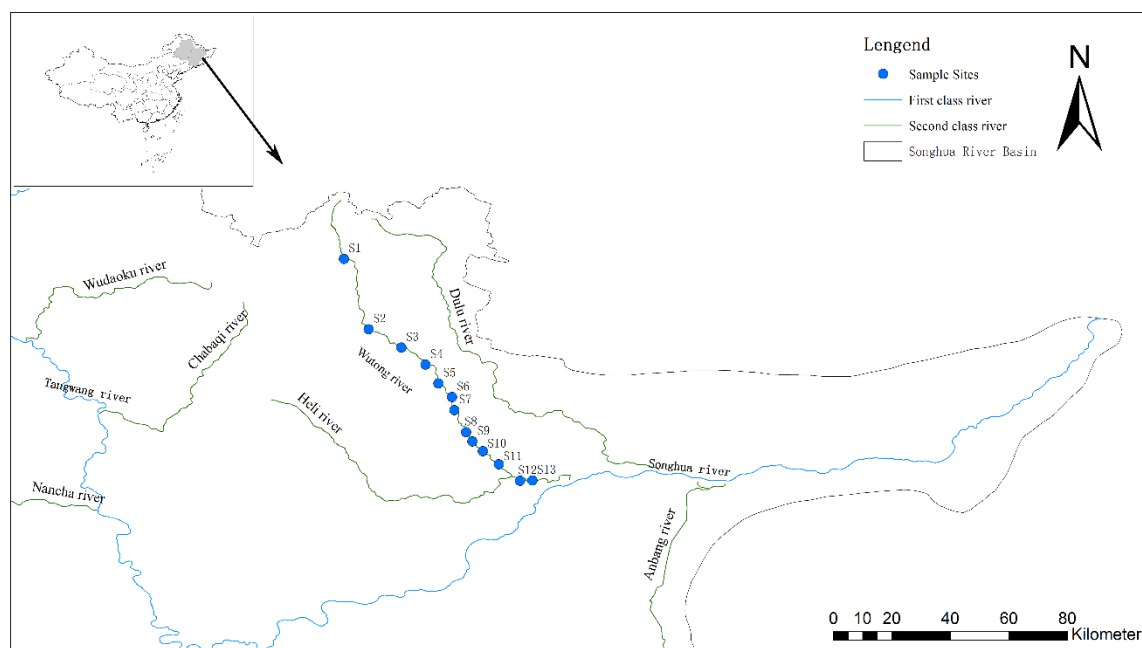 Lengend
Sample Sites
First class river
Second class river
Songhua River Basin
N
S1
Wudaoku river
Dulu river
S2
Chabaqi river
S3
S4
Wutong river
S5
Tangwang river
S6
Heli river
S7
S8
S9
S10
S11
Songhua river
S12
S13
Nancha river
Anbang river
0 10 20 40 60 80
Kilometer